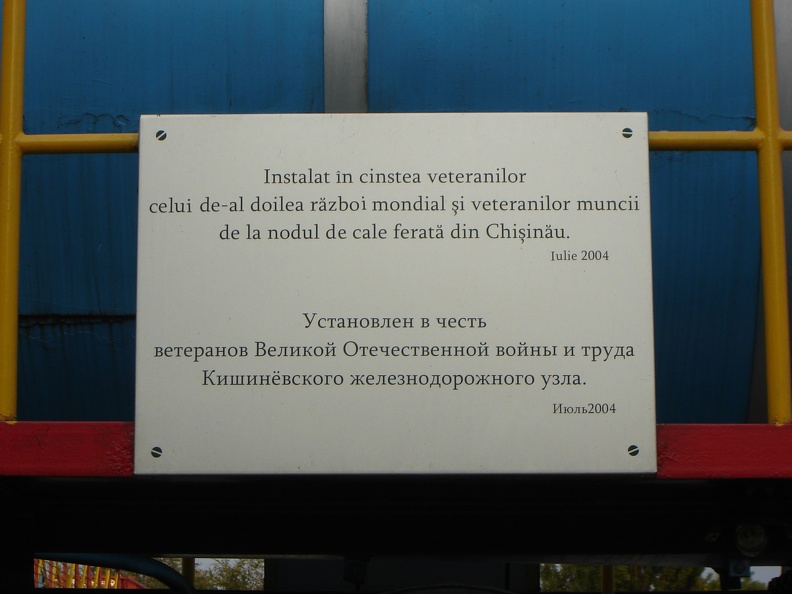 Instalat în cinstea veteranilor
celui de-al doilea război mondial şi veteranilor muncii
de la nodul de cale ferată din Chişinău.
Iulie 2004
Установлен в честь
ветеранов Великой Отечественной войны и труда
Кишинёвского железнодорожного узла.
Июль2004